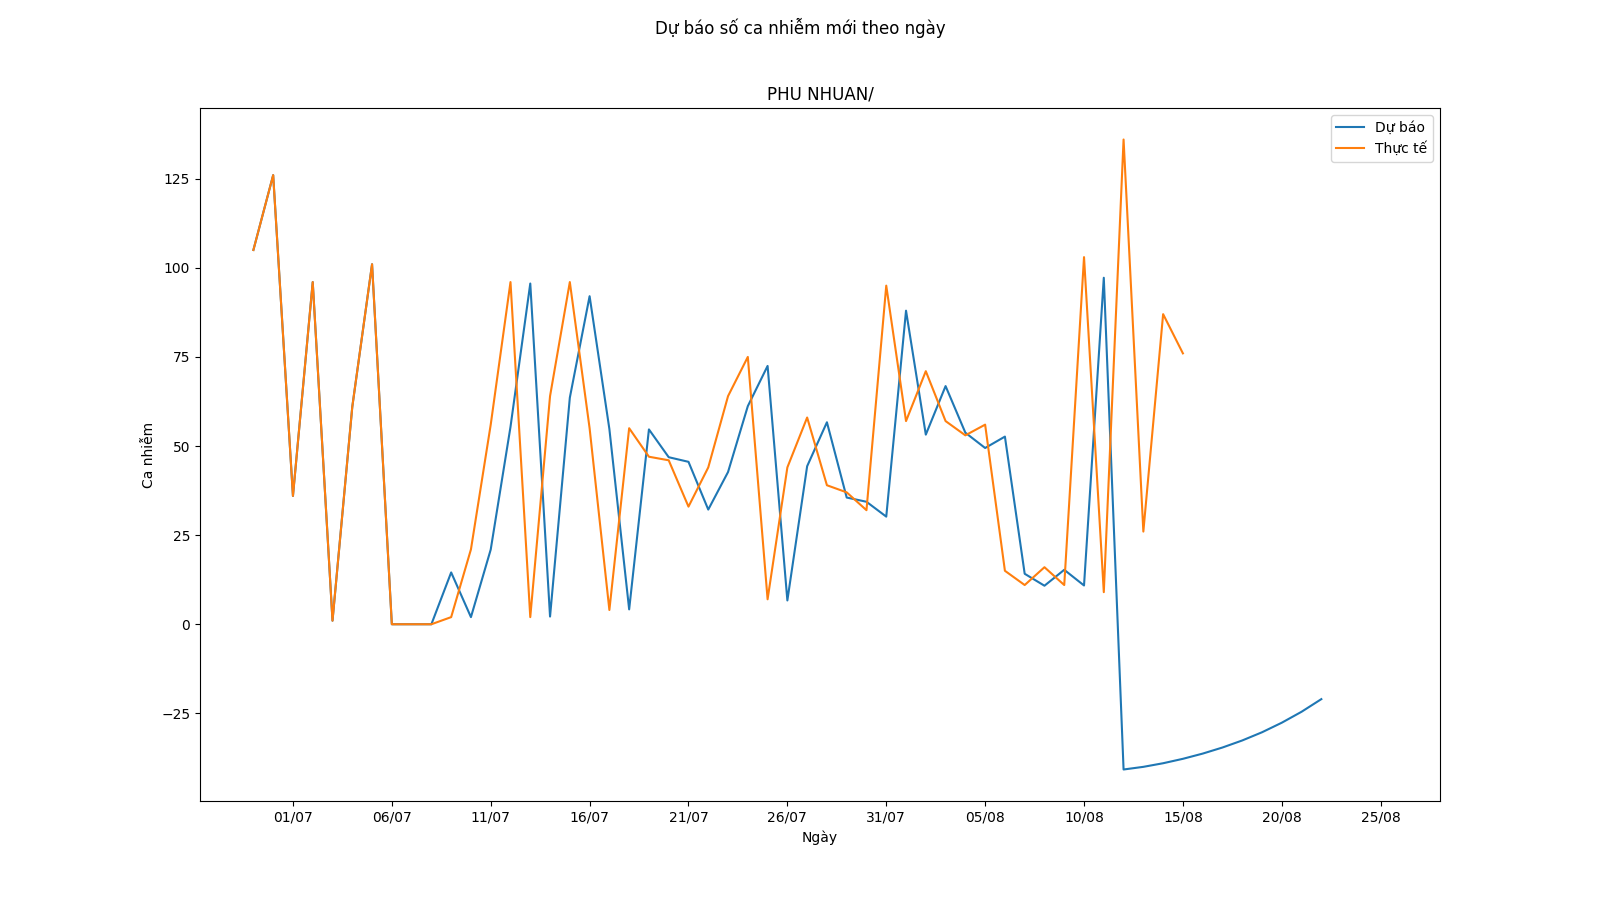 Dự báo số ca nhiễm mới theo ngày
PHU NHUAN/
Dự báo
Thực tế
125
100
75
50
25
0
−25
Ca nhiễm
01/07 06/07 11/07 16/07 21/07 26/07 31/07 05/08 10/08 15/08 20/08 25/08
Ngày